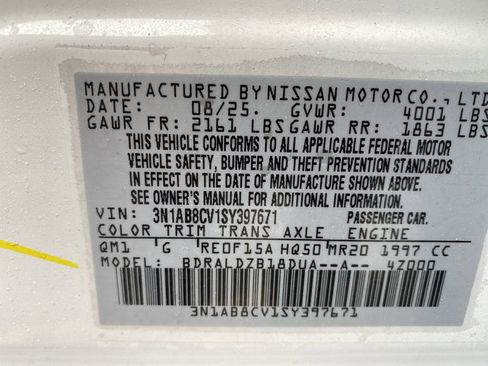 MANUFACTURED BY NISSAN MOTOR CO., LTD
DATE: 08/25. GVWR: 4001 LBS
GAWR FR: 2161 LBS GAWR RR: 1863 LBS
THIS VEHICLE CONFORMS TO ALL APPLICABLE FEDERAL MOTOR
VEHICLE SAFETY, BUMPER AND THEFT PREVENTION STANDARDS
IN EFFECT ON THE DATE OF MANUFACTURE SHOWN ABOVE.
SEE OWNER'S MANUAL FOR ADDITIONAL INFORMATION.
VIN: 3N1AB8CV1SY397671 PASSENGER CAR.
COLOR TRIM TRANS AXLE ENGINE
QM1 G RE0F15A HQ50 MR20 1997 CC
MODEL: BDRALDZB18DUA--A-- 4Z000
3N1AB8CV1SY397671